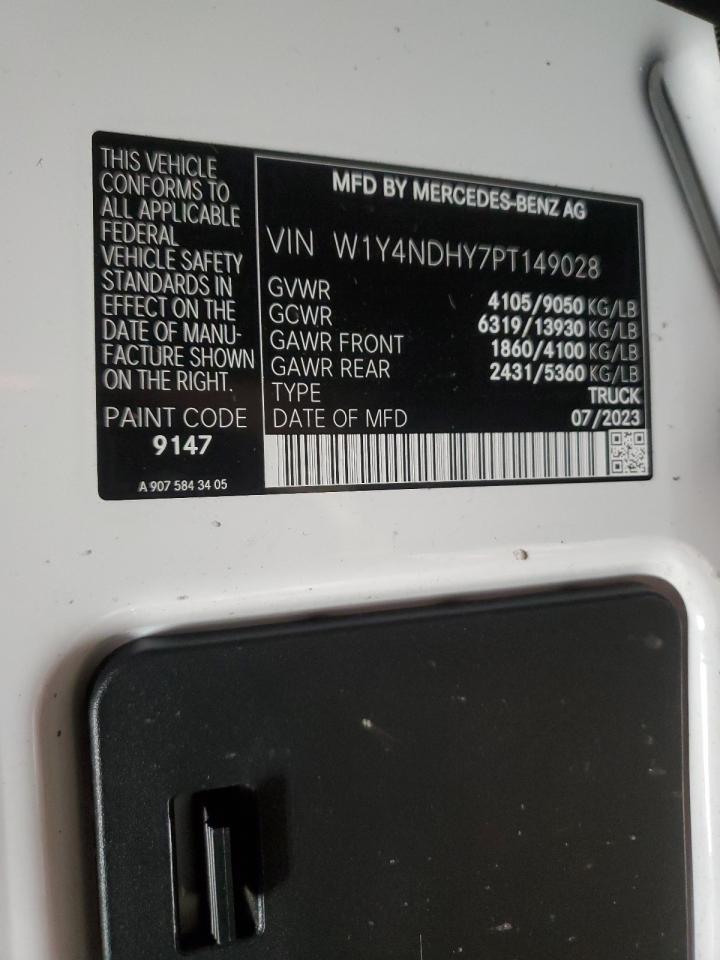 THIS VEHICLE
CONFORMS TO
ALL APPLICABLE
FEDERAL
VEHICLE SAFETY
STANDARDS IN
EFFECT ON THE
DATE OF MANU-
FACTURE SHOWN
ON THE RIGHT.
PAINT CODE
9147
A 907 584 34 05
MFD BY MERCEDES-BENZ AG
VIN W1Y4NDHY7PT149028
GVWR 4105/9050 KG/LB
GCWR 6319/13930 KG/LB
GAWR FRONT 1860/4100 KG/LB
GAWR REAR 2431/5360 KG/LB
TYPE TRUCK
DATE OF MFD 07/2023